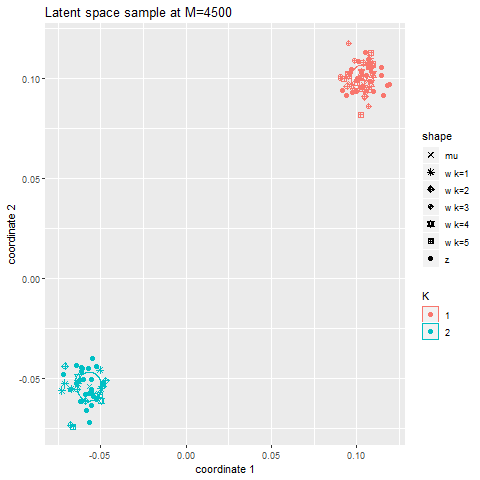 Latent space sample at M=4500
0.10
0.05
0.00
-0.05
coordinate 2
-0.05
0.00
0.05
0.10
coordinate 1
shape
mu
w k=1
w k=2
w k=3
w k=4
w k=5
z
K
1
2